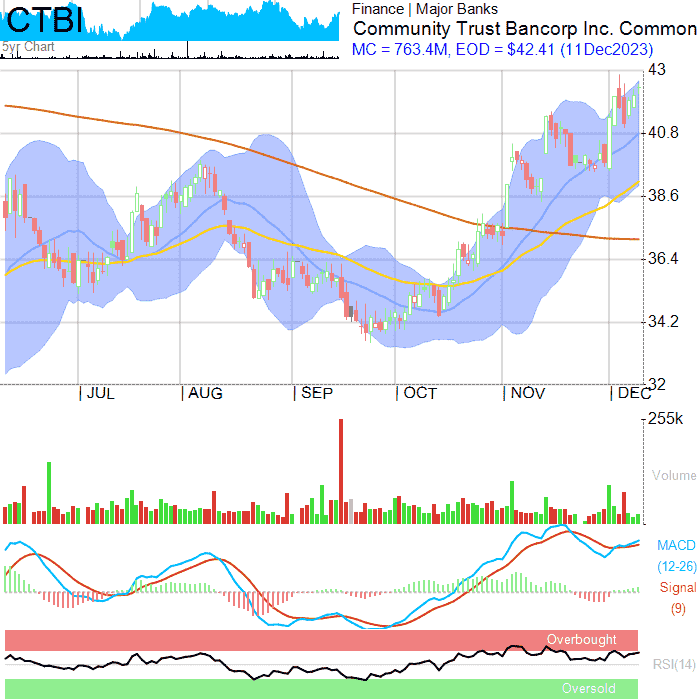 CTBI
5yr Chart
Finance | Major Banks
Community Trust Bancorp Inc. Common
MC = 763.4M, EOD = $42.41 (11Dec2023)
43
40.8
38.6
36.4
34.2
32
| JUL | AUG | SEP | OCT | NOV | DEC
255k
Volume
MACD
(12-26)
Signal
(9)
Overbought
RSI(14)
Oversold